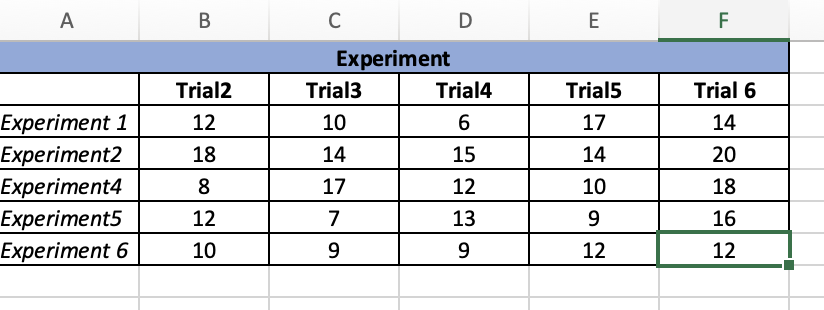 A B C D E F
Experiment
Trial2 Trial3 Trial4 Trial5 Trial 6
Experiment 1 12 10 6 17 14
Experiment2 18 14 15 14 20
Experiment4 8 17 12 10 18
Experiment5 12 7 13 9 16
Experiment 6 10 9 9 12 12